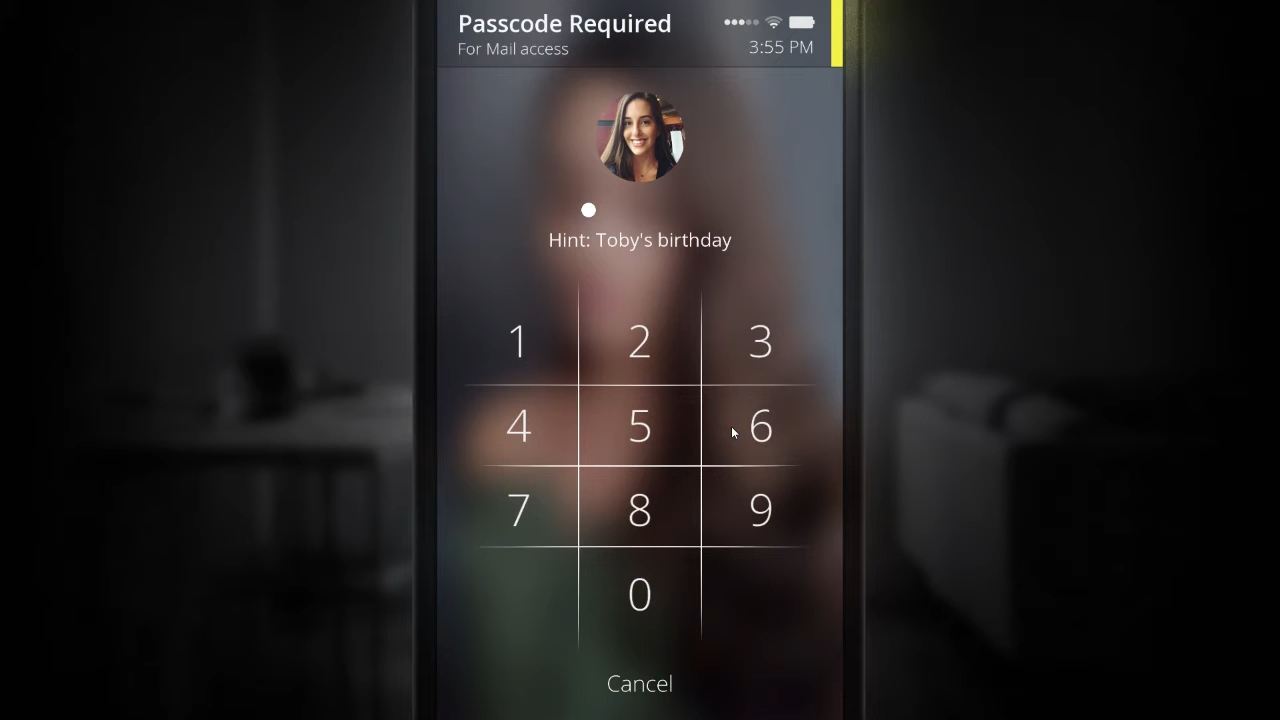 Passcode Required
For Mail access
3:55 PM
Hint: Toby's birthday
1 2 3
4 5 6
7 8 9
0
Cancel